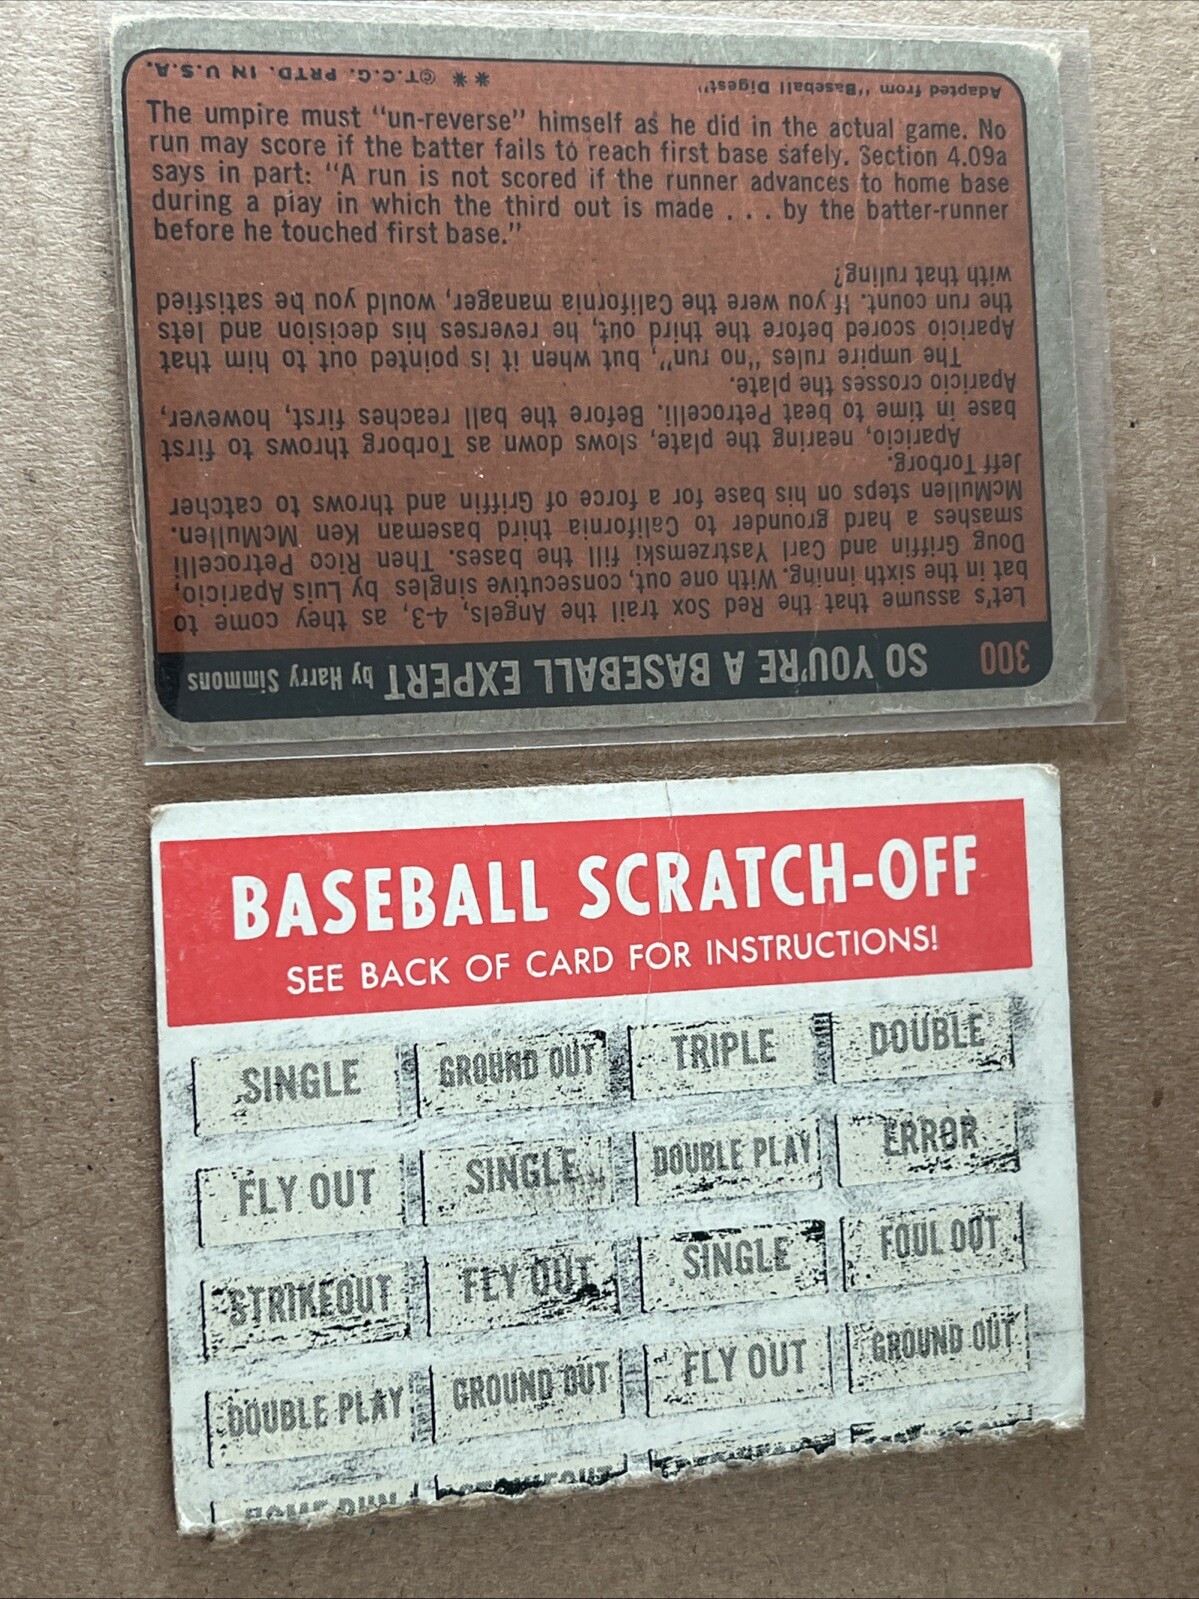 300 SO YOU'RE A BASEBALL EXPERT by Harry Simmons
Let's assume that the Red Sox trail the Angels, 4-3, as they come to
bat in the sixth inning. With one out, consecutive singles by Luis Aparicio,
Doug Griffin and Carl Yastrzemski fill the bases. Then Rico Petrocelli
smashes a hard grounder to California third baseman Ken McMullen.
McMullen steps on his base for a force of Griffin and throws to catcher
Jeff Torborg.
Aparicio, nearing the plate, slows down as Torborg throws to first
base in time to beat Petrocelli. Before the ball reaches first, however,
Aparicio crosses the plate.
The umpire rules "no run", but when it is pointed out to him that
Aparicio scored before the third out, he reverses his decision and lets
the run count. If you were the California manager, would you be satisfied
with that ruling?
The umpire must "un-reverse" himself as he did in the actual game. No
run may score if the batter fails to reach first base safely. Section 4.09a
says in part: "A run is not scored if the runner advances to home base
during a play in which the third out is made . . . by the batter-runner
before he touched first base."
Adapted from "Baseball Digest" ** ©T.C.G. PRTD. IN U.S.A.
BASEBALL SCRATCH-OFF
SEE BACK OF CARD FOR INSTRUCTIONS!
SINGLE GROUND OUT TRIPLE DOUBLE
FLY OUT SINGLE DOUBLE PLAY ERROR
STRIKEOUT FLY OUT SINGLE FOUL OUT
DOUBLE PLAY GROUND OUT FLY OUT GROUND OUT
HOME RUN STRIKEOUT